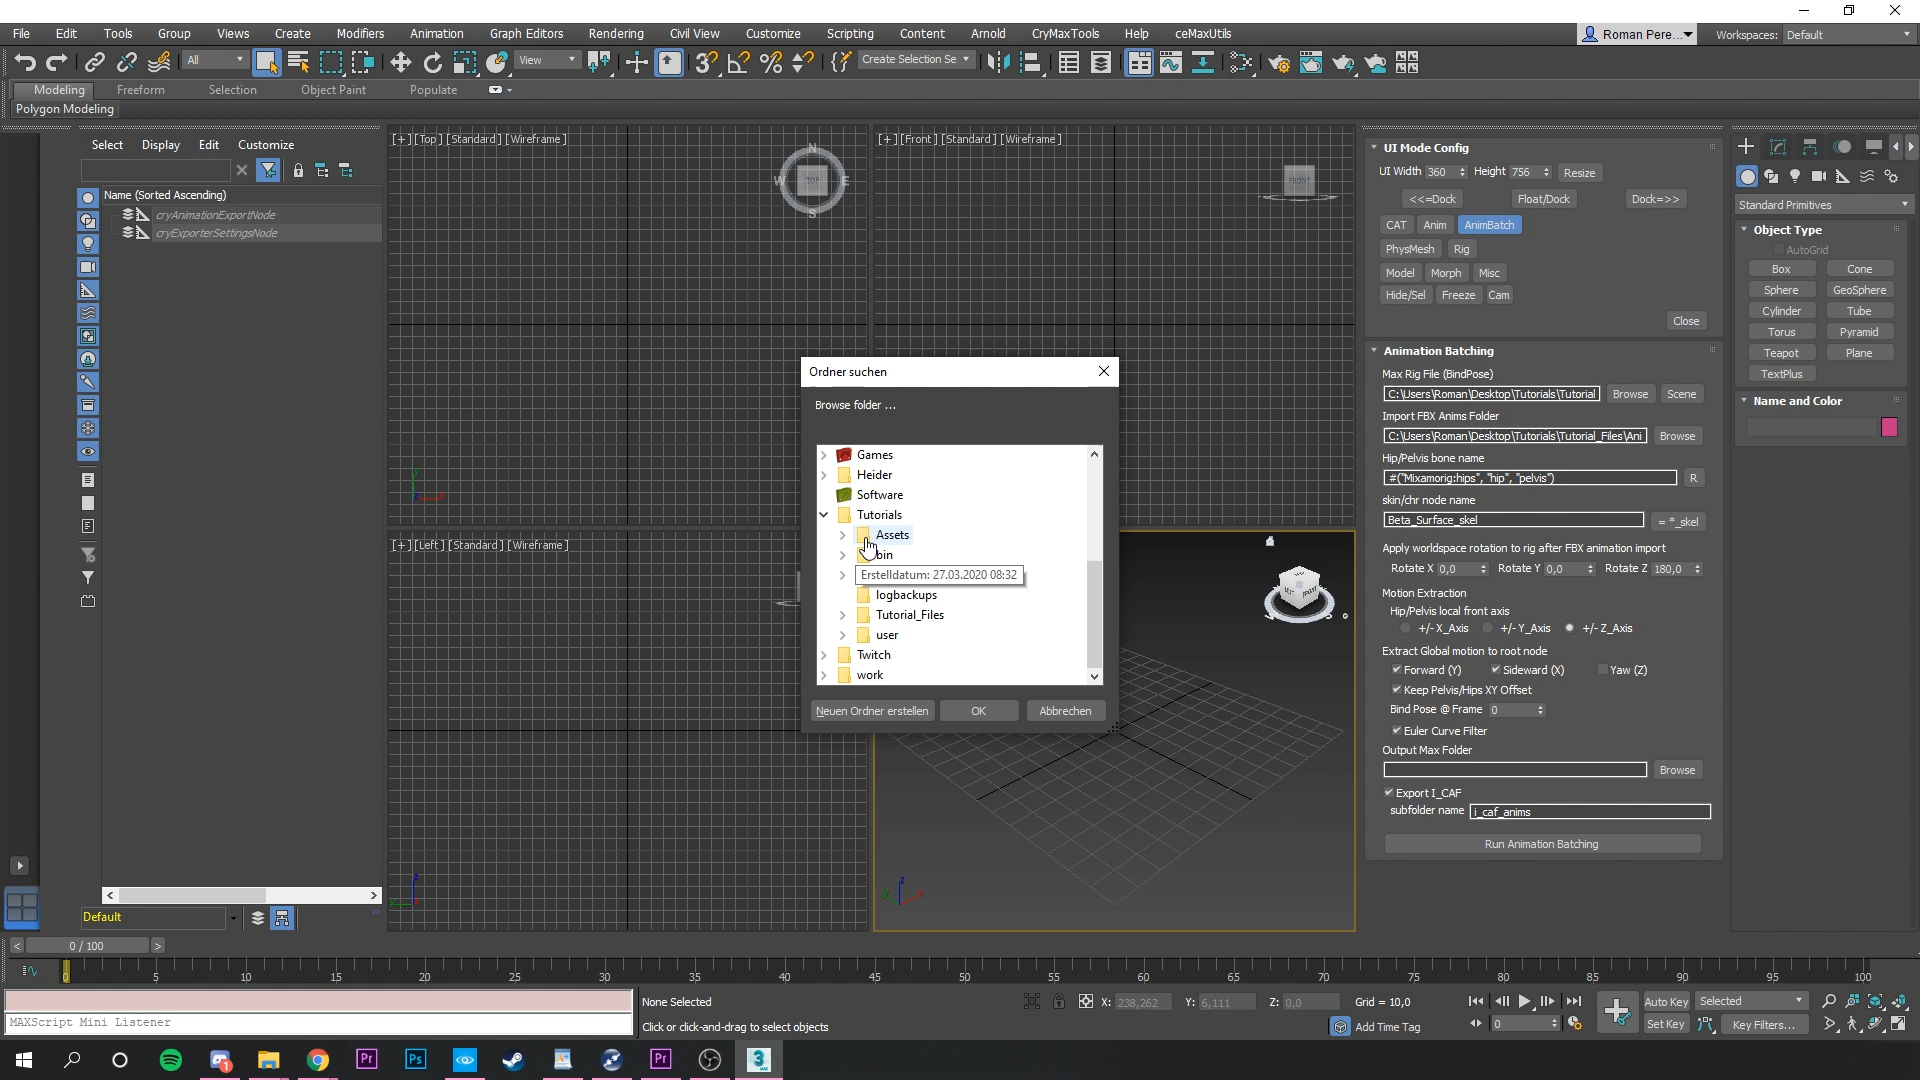 File Edit Tools Group Views Create Modifiers Animation Graph Editors Rendering Civil View Customize Scripting Content Arnold CryMaxTools Help ceMaxUtils Roman Pere... Workspaces: Default
All View Create Selection Se
Modeling Freeform Selection Object Paint Populate
Polygon Modeling
Select Display Edit Customize
Name (Sorted Ascending)
cryAnimationExportNode
cryExporterSettingsNode
Default
[+] [Top] [Standard] [Wireframe]
N
W TOP E
S
[+] [Front] [Standard] [Wireframe]
FRONT
[+] [Left] [Standard] [Wireframe]
Ordner suchen
Browse folder ...
Games
Heider
Software
Tutorials
Assets
bin
Erstelldatum: 27.03.2020 08:32
logbackups
Tutorial_Files
user
Twitch
work
Neuen Ordner erstellen OK Abbrechen
UI Mode Config
UI Width 360 Height 756 Resize
<<=Dock Float/Dock Dock=>>
CAT Anim AnimBatch
PhysMesh Rig
Model Morph Misc
Hide/Sel Freeze Cam
Close
Animation Batching
Max Rig File (BindPose)
C:\Users\Roman\Desktop\Tutorials\Tutorial Browse Scene
Import FBX Anims Folder
C:\Users\Roman\Desktop\Tutorials\Tutorial_Files\Ani Browse
Hip/Pelvis bone name
#("Mixamorig:hips", "hip", "pelvis") R
skin/chr node name
Beta_Surface_skel = *_skel
Apply worldspace rotation to rig after FBX animation import
Rotate X 0,0 Rotate Y 0,0 Rotate Z 180,0
Motion Extraction
Hip/Pelvis local front axis
+/- X_Axis +/- Y_Axis +/- Z_Axis
Extract Global motion to root node
Forward (Y) Sideward (X) Yaw (Z)
Keep Pelvis/Hips XY Offset
Bind Pose @ Frame 0
Euler Curve Filter
Output Max Folder
Browse
Export I_CAF
subfolder name i_caf_anims
Run Animation Batching
Standard Primitives
Object Type
AutoGrid
Box Cone
Sphere GeoSphere
Cylinder Tube
Torus Pyramid
Teapot Plane
TextPlus
Name and Color
< 0 / 100 >
0 5 10 15 20 25 30 35 40 45 50 55 60 65 70 75 80 85 90 95 100
None Selected X: 238,262 Y: 6,111 Z: 0,0 Grid = 10,0 Auto Key Selected
MAXScript Mini Listener Click or click-and-drag to select objects Add Time Tag 0 Set Key Key Filters...
Pr Ps Pr 3